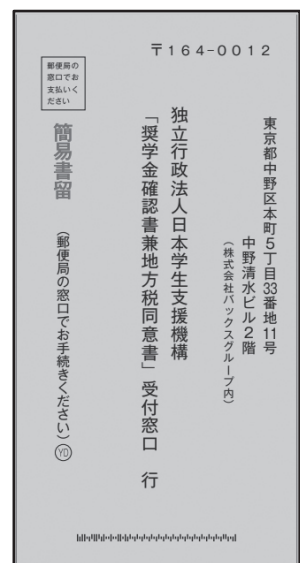 〒164-0012
東京都中野区本町5丁目33番地11号
中野清水ビル2階
(株式会社バックスグループ内)
独立行政法人日本学生支援機構
「奨学金確認書兼地方税同意書」受付窓口 行
郵便局の
窓口でお
支払いく
ださい
簡易書留
(郵便局の窓口でお手続きください)YD